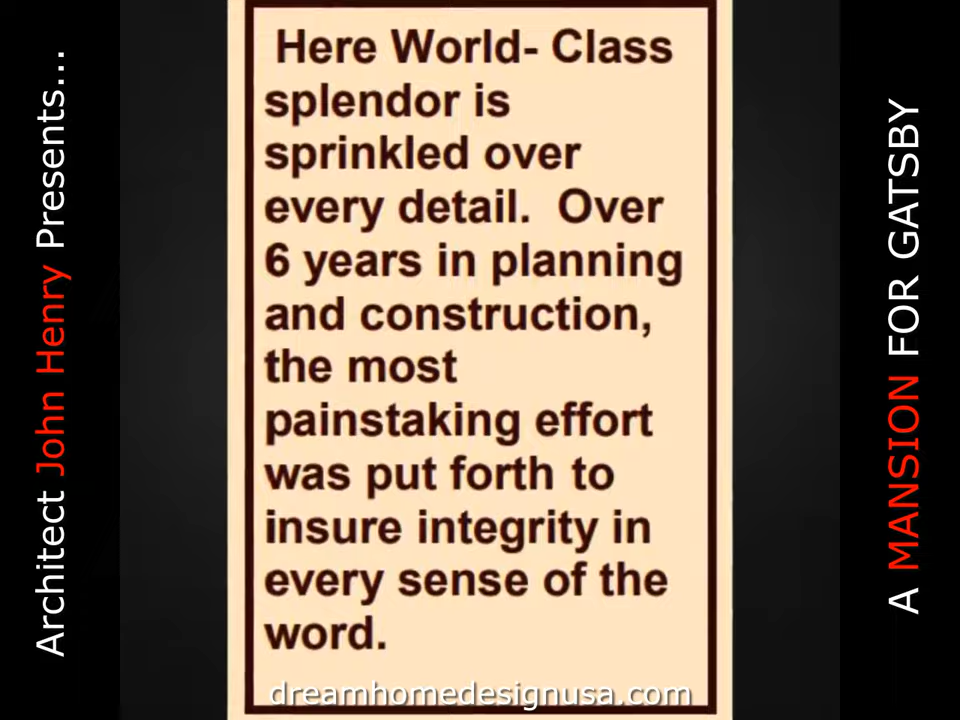 Architect John Henry Presents...
Here World- Class
splendor is
sprinkled over
every detail. Over
6 years in planning
and construction,
the most
painstaking effort
was put forth to
insure integrity in
every sense of the
word.
dreamhomedesignusa.com
A MANSION FOR GATSBY